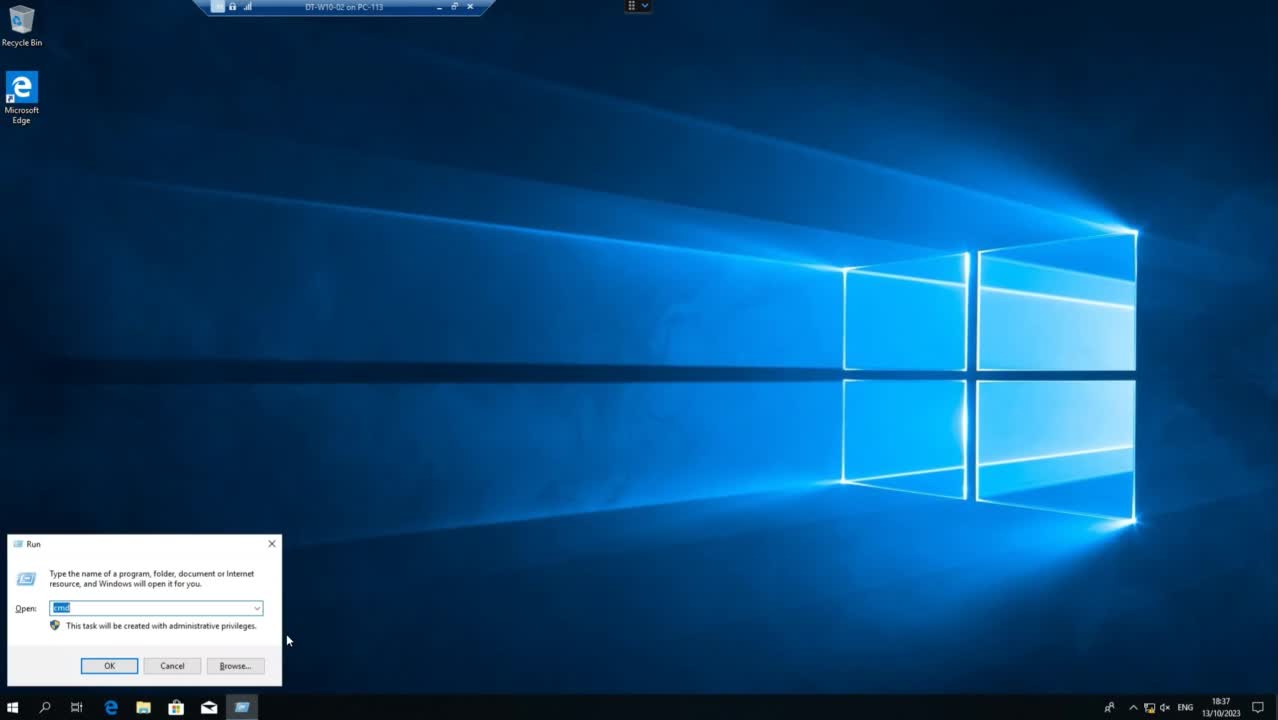 DT-W10-02 on PC-113
Recycle Bin
Microsoft
Edge
Run
Type the name of a program, folder, document or Internet
resource, and Windows will open it for you.
Open:
cmd
This task will be created with administrative privileges.
OK
Cancel
Browse...
ENG
18:37
13/10/2023